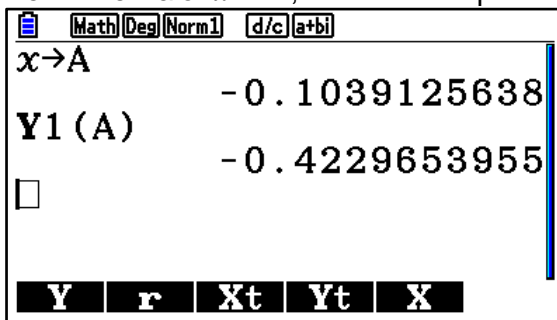 Math Deg Norm1 d/c a+bi
x→A
-0.1039125638
Y1(A)
-0.4229653955
Y r Xt Yt X